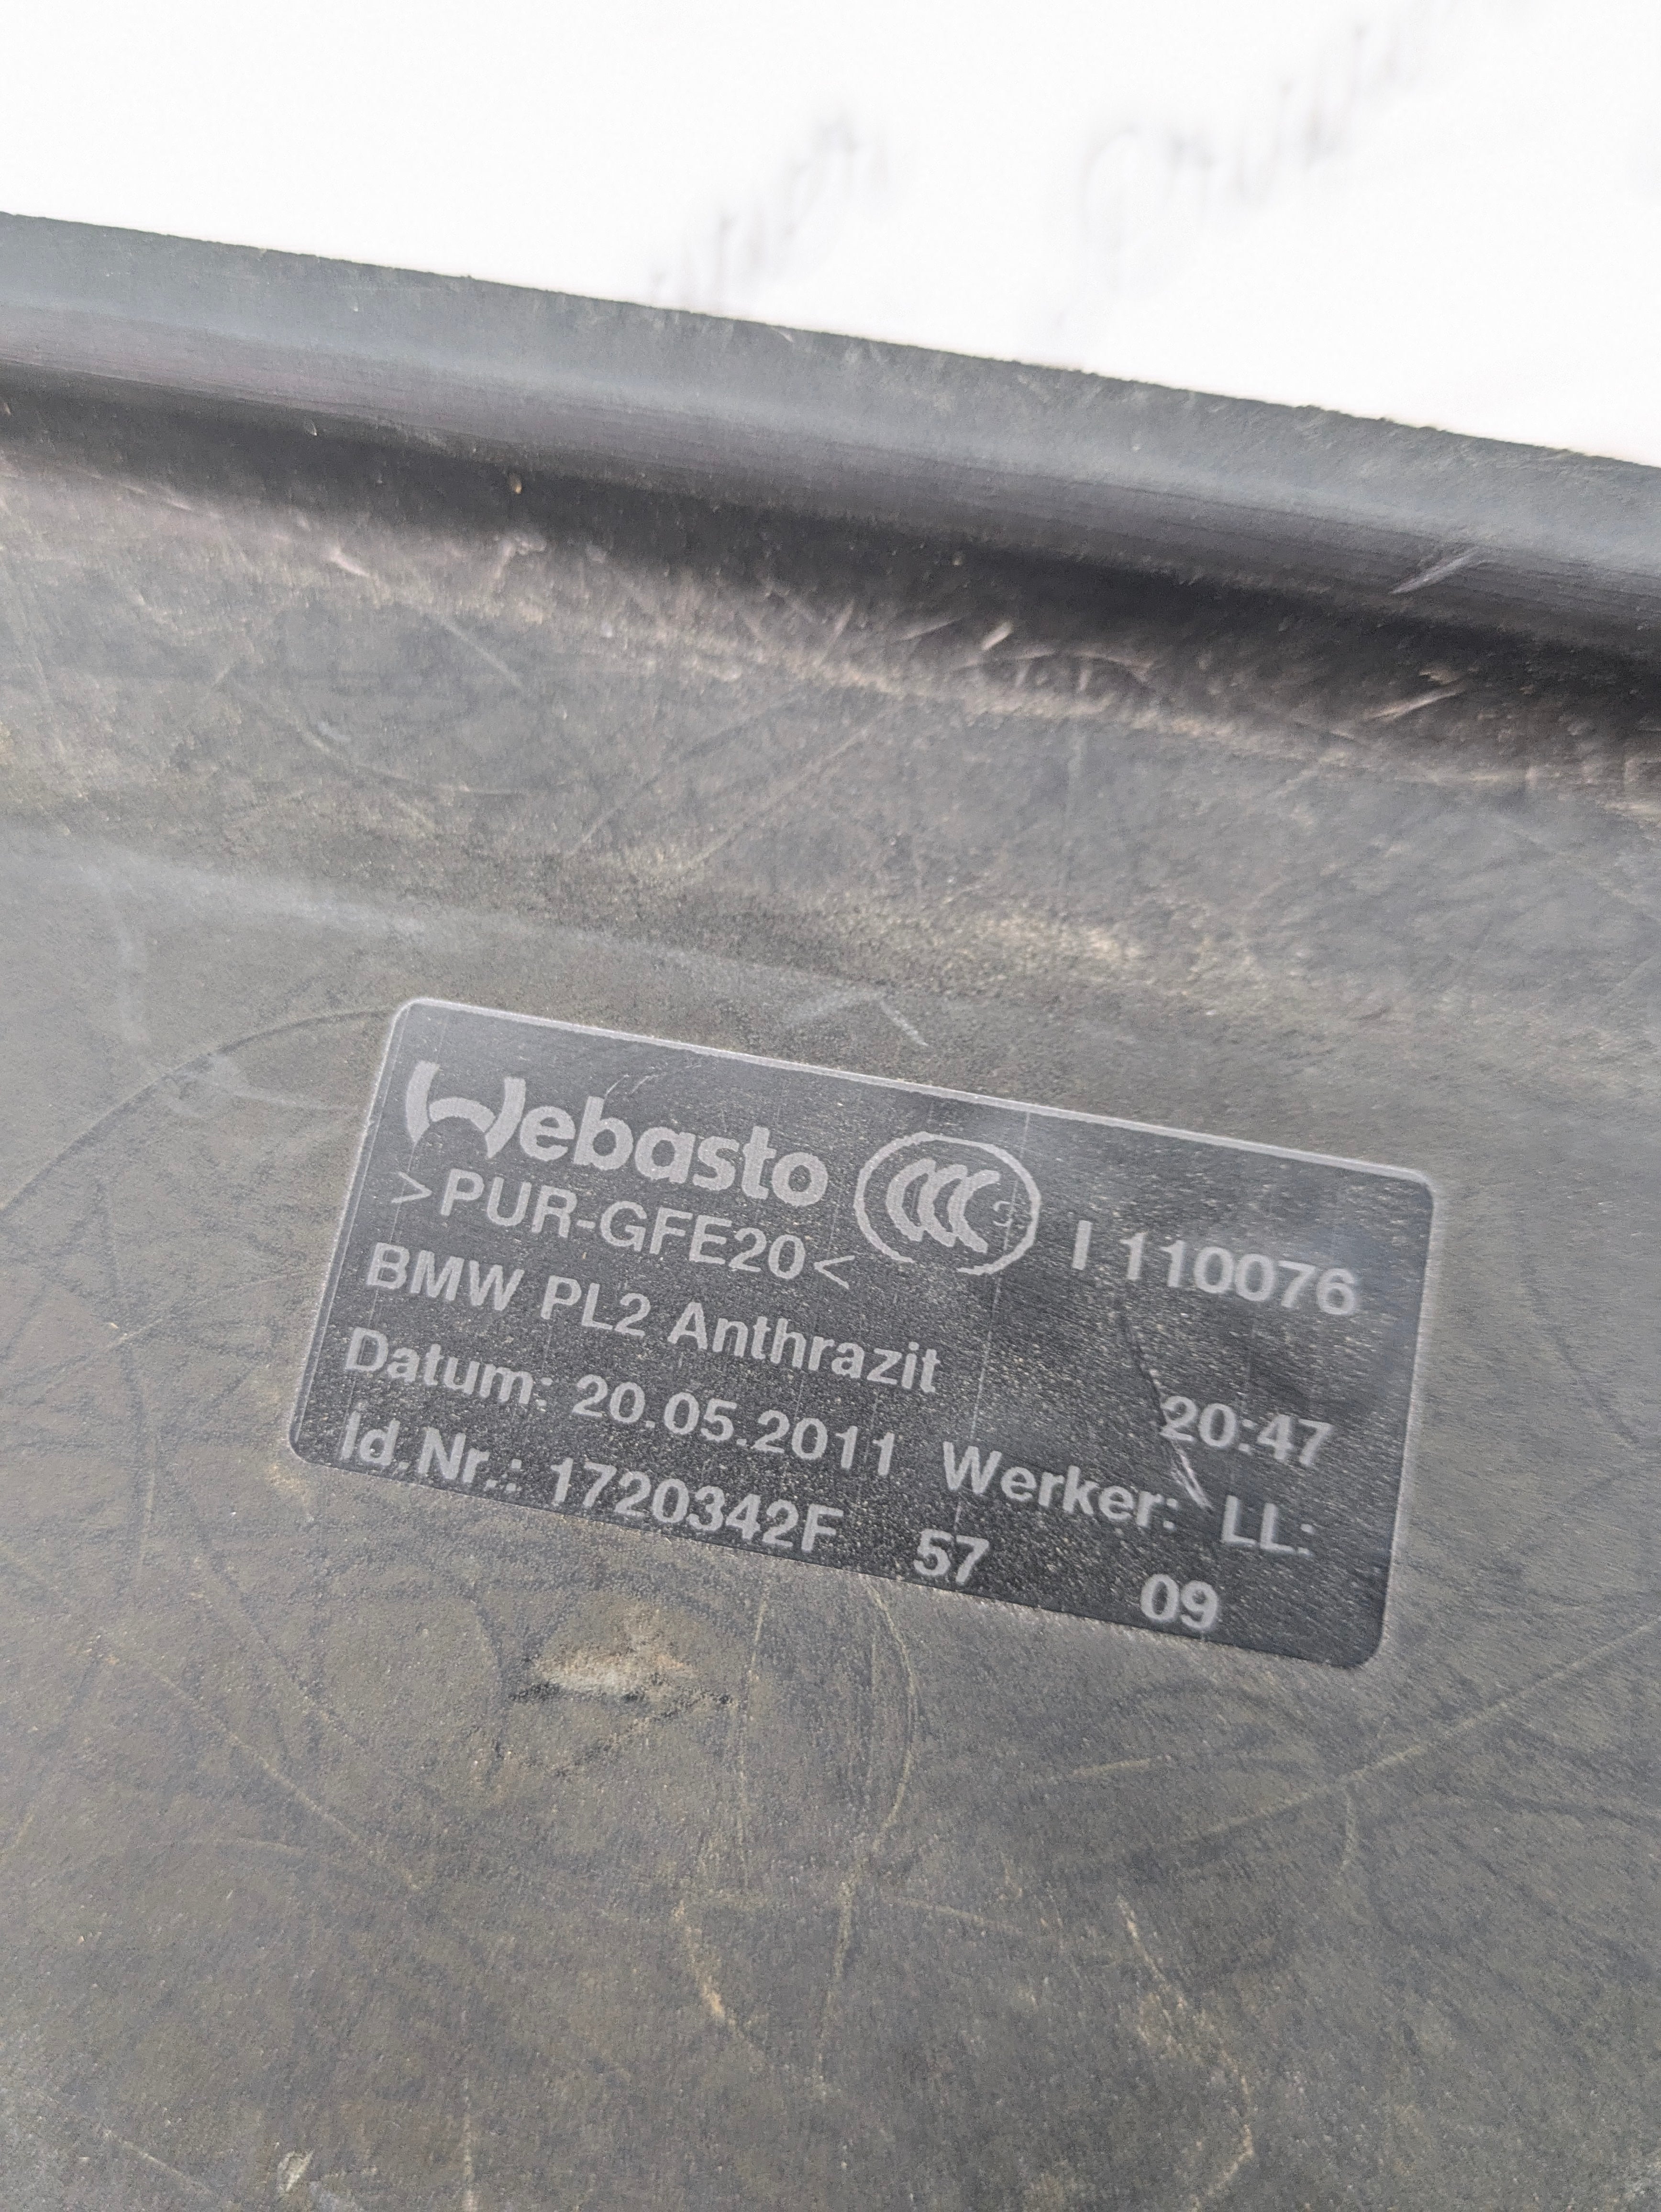 Webasto CCC S I 110076
>PUR-GFE20<
BMW PL2 Anthrazit 20:47
Datum: 20.05.2011 Werker: LL:
Id.Nr.: 1720342F 57 09